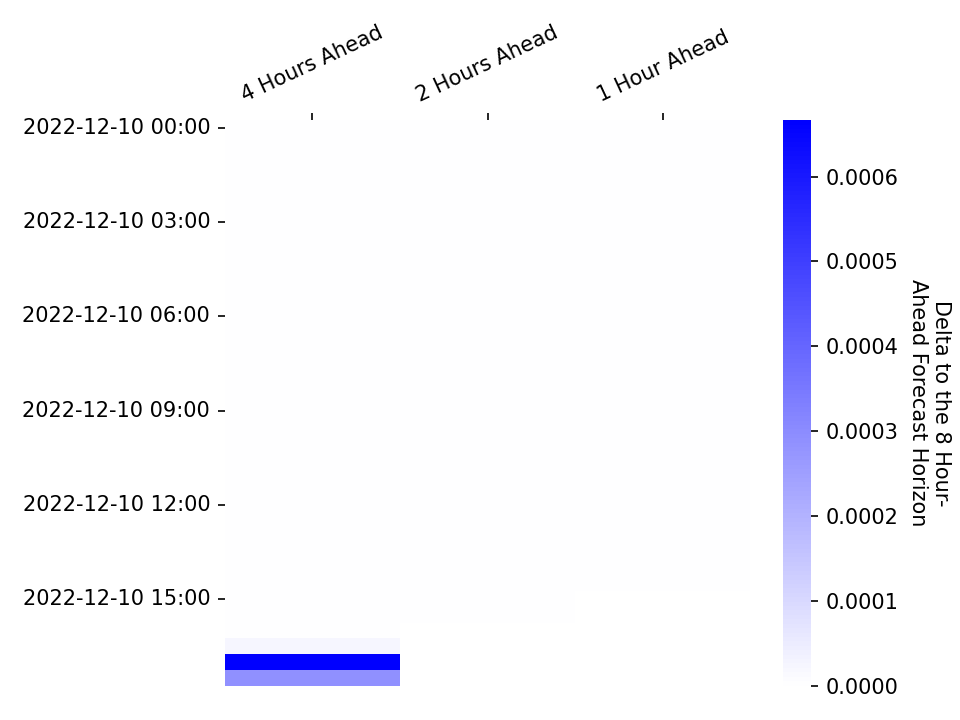 4 Hours Ahead
2 Hours Ahead
1 Hour Ahead
2022-12-10 00:00
2022-12-10 03:00
2022-12-10 06:00
2022-12-10 09:00
2022-12-10 12:00
2022-12-10 15:00
0.0006
0.0005
0.0004
0.0003
0.0002
0.0001
0.0000
Delta to the 8 Hour-
Ahead Forecast Horizon